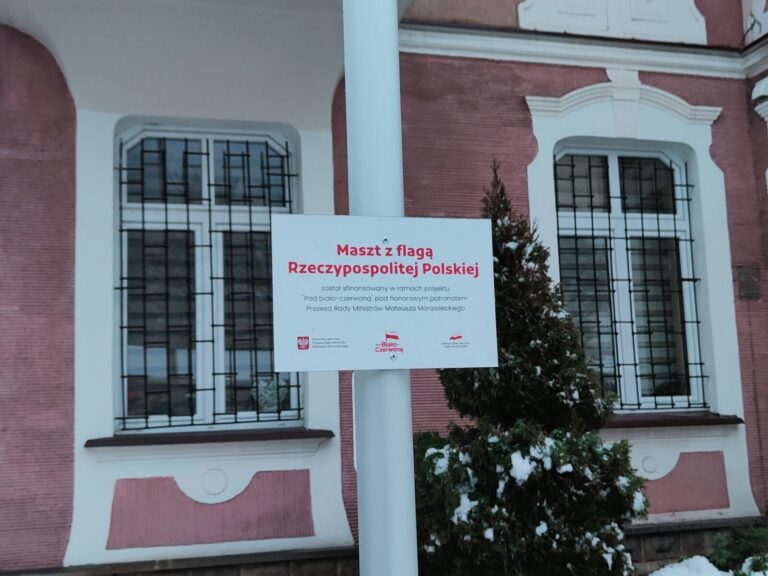 Maszt z flagą
Rzeczypospolitej Polskiej
został sfinansowany w ramach projektu
"Pod biało-czerwoną" pod honorowym patronatem
Prezesa Rady Ministrów Mateusza Morawieckiego
Biało-
Czerwoną